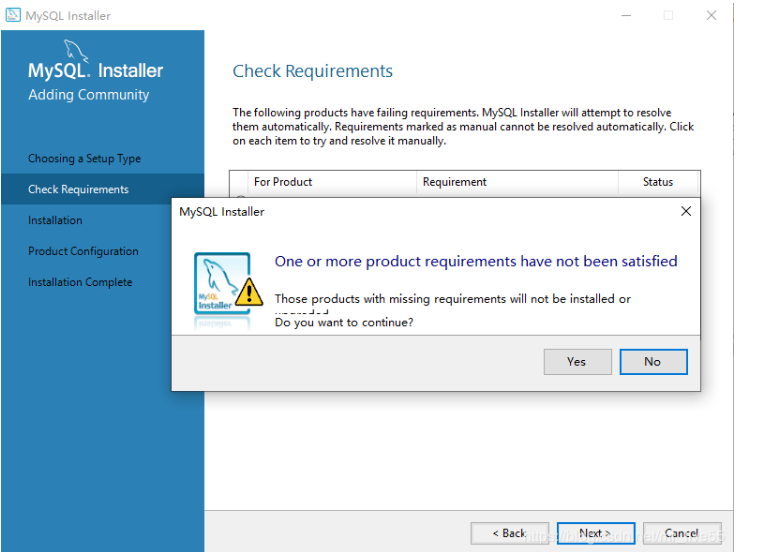 MySQL Installer
MySQL. Installer
Adding Community
Choosing a Setup Type
Check Requirements
Installation
Product Configuration
Installation Complete
Check Requirements
The following products have failing requirements. MySQL Installer will attempt to resolve
them automatically. Requirements marked as manual cannot be resolved automatically. Click
on each item to try and resolve it manually.
For Product Requirement Status
MySQL Installer
MySQL
Installer
One or more product requirements have not been satisfied
Those products with missing requirements will not be installed or
upgraded.
Do you want to continue?
Yes No
< Back Next > Cancel